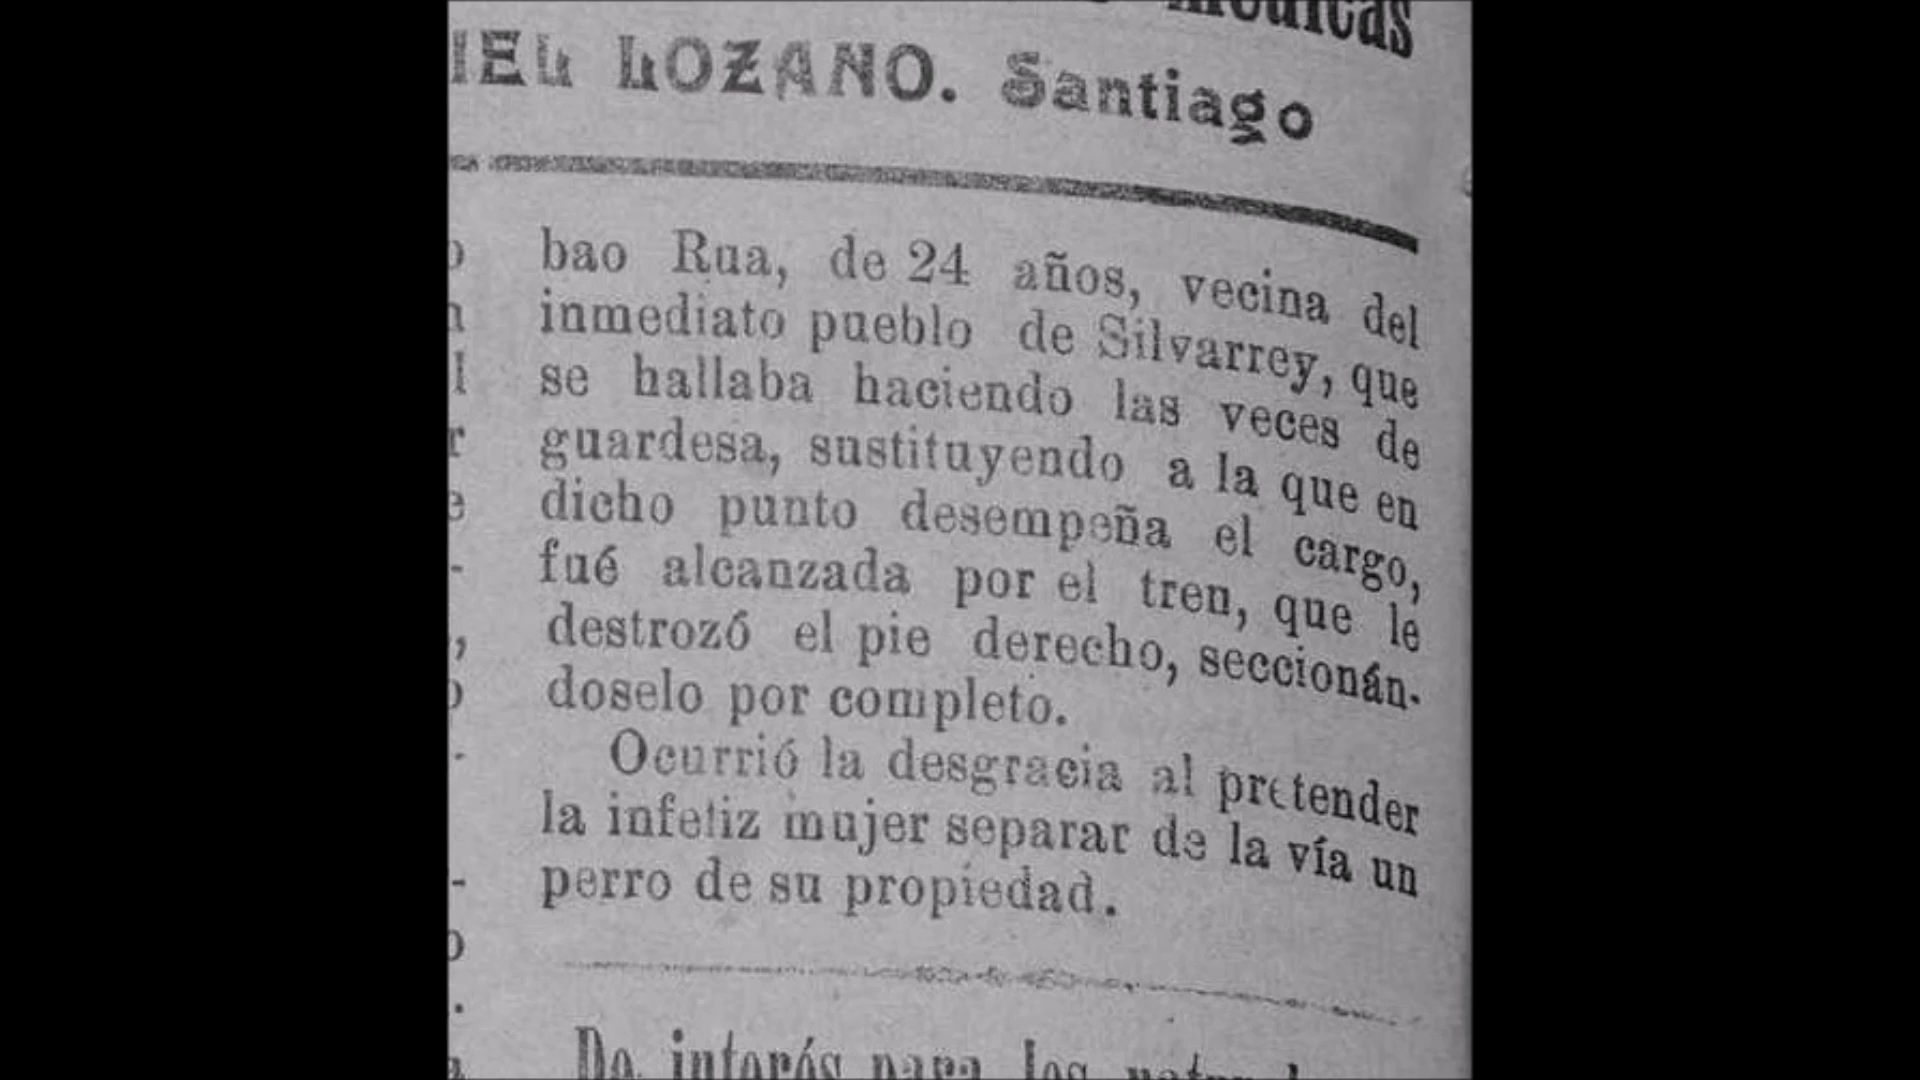 médicas
IEL LOZANO. Santiago
bao Rua, de 24 años, vecina del
inmediato pueblo de Silvarrey, que
se hallaba haciendo las veces de
guardesa, sustituyendo a la que en
dicho punto desempeña el cargo,
fué alcanzada por el tren, que le
destrozó el pie derecho, seccionán-
doselo por completo.
Ocurrió la desgracia al pretender
la infeliz mujer separar de la vía un
perro de su propiedad.
De interés para los